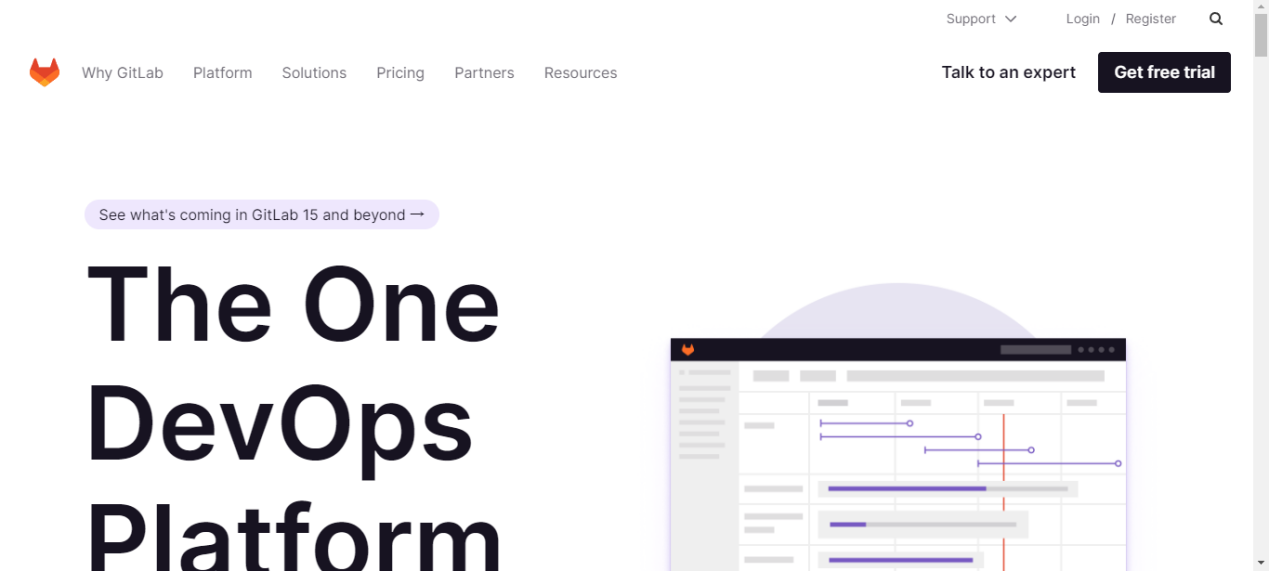 Support
Login / Register
Why GitLab Platform Solutions Pricing Partners Resources
Talk to an expert
Get free trial
See what's coming in GitLab 15 and beyond →
The One
DevOps
Platform